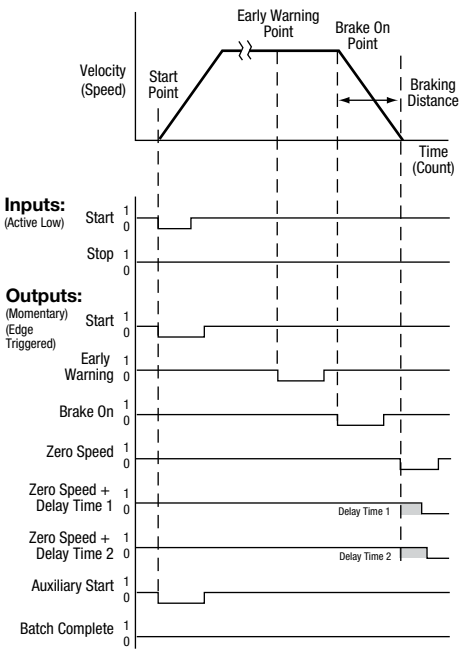 Early Warning
Point
Brake On
Point
Velocity
(Speed)
Start
Point
Braking
Distance
Time
(Count)
Inputs:
(Active Low)
Start 1
0
Stop 1
0
Outputs:
(Momentary)
(Edge
Triggered)
Start 1
0
Early
Warning 1
0
Brake On 1
0
Zero Speed 1
0
Zero Speed +
Delay Time 1 1
0
Delay Time 1
Zero Speed +
Delay Time 2 1
0
Delay Time 2
Auxiliary Start 1
0
Batch Complete 1
0